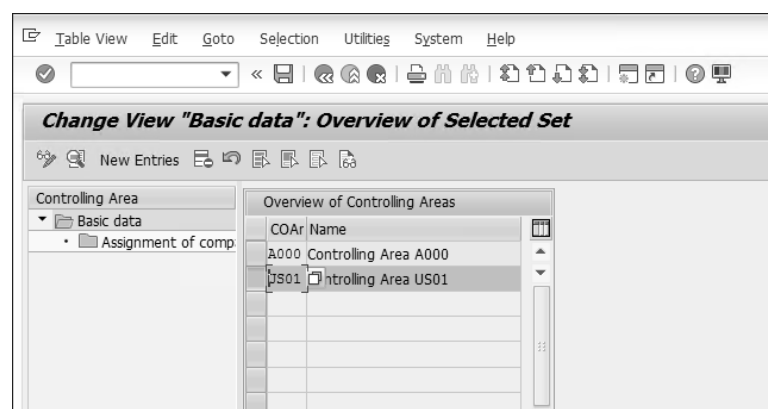 Table View Edit Goto Selection Utilities System Help
Change View "Basic data": Overview of Selected Set
New Entries
Controlling Area
Basic data
Assignment of comp
Overview of Controlling Areas
COAr Name
A000 Controlling Area A000
US01 ntrolling Area US01